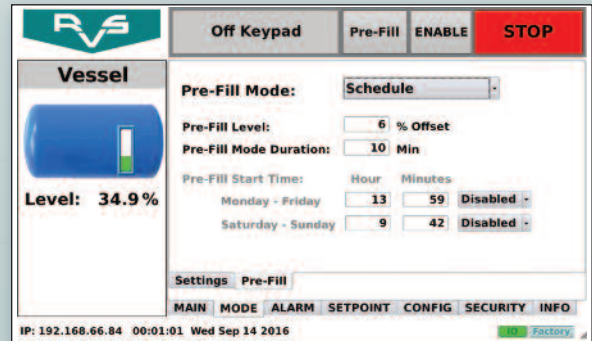 RVS
Off Keypad Pre-Fill ENABLE STOP
Vessel
Level: 34.9%
Pre-Fill Mode: Schedule
Pre-Fill Level: 6 % Offset
Pre-Fill Mode Duration: 10 Min
Pre-Fill Start Time: Hour Minutes
Monday - Friday 13 59 Disabled
Saturday - Sunday 9 42 Disabled
Settings Pre-Fill
MAIN MODE ALARM SETPOINT CONFIG SECURITY INFO
IP: 192.168.66.84 00:01:01 Wed Sep 14 2016 IO Factory